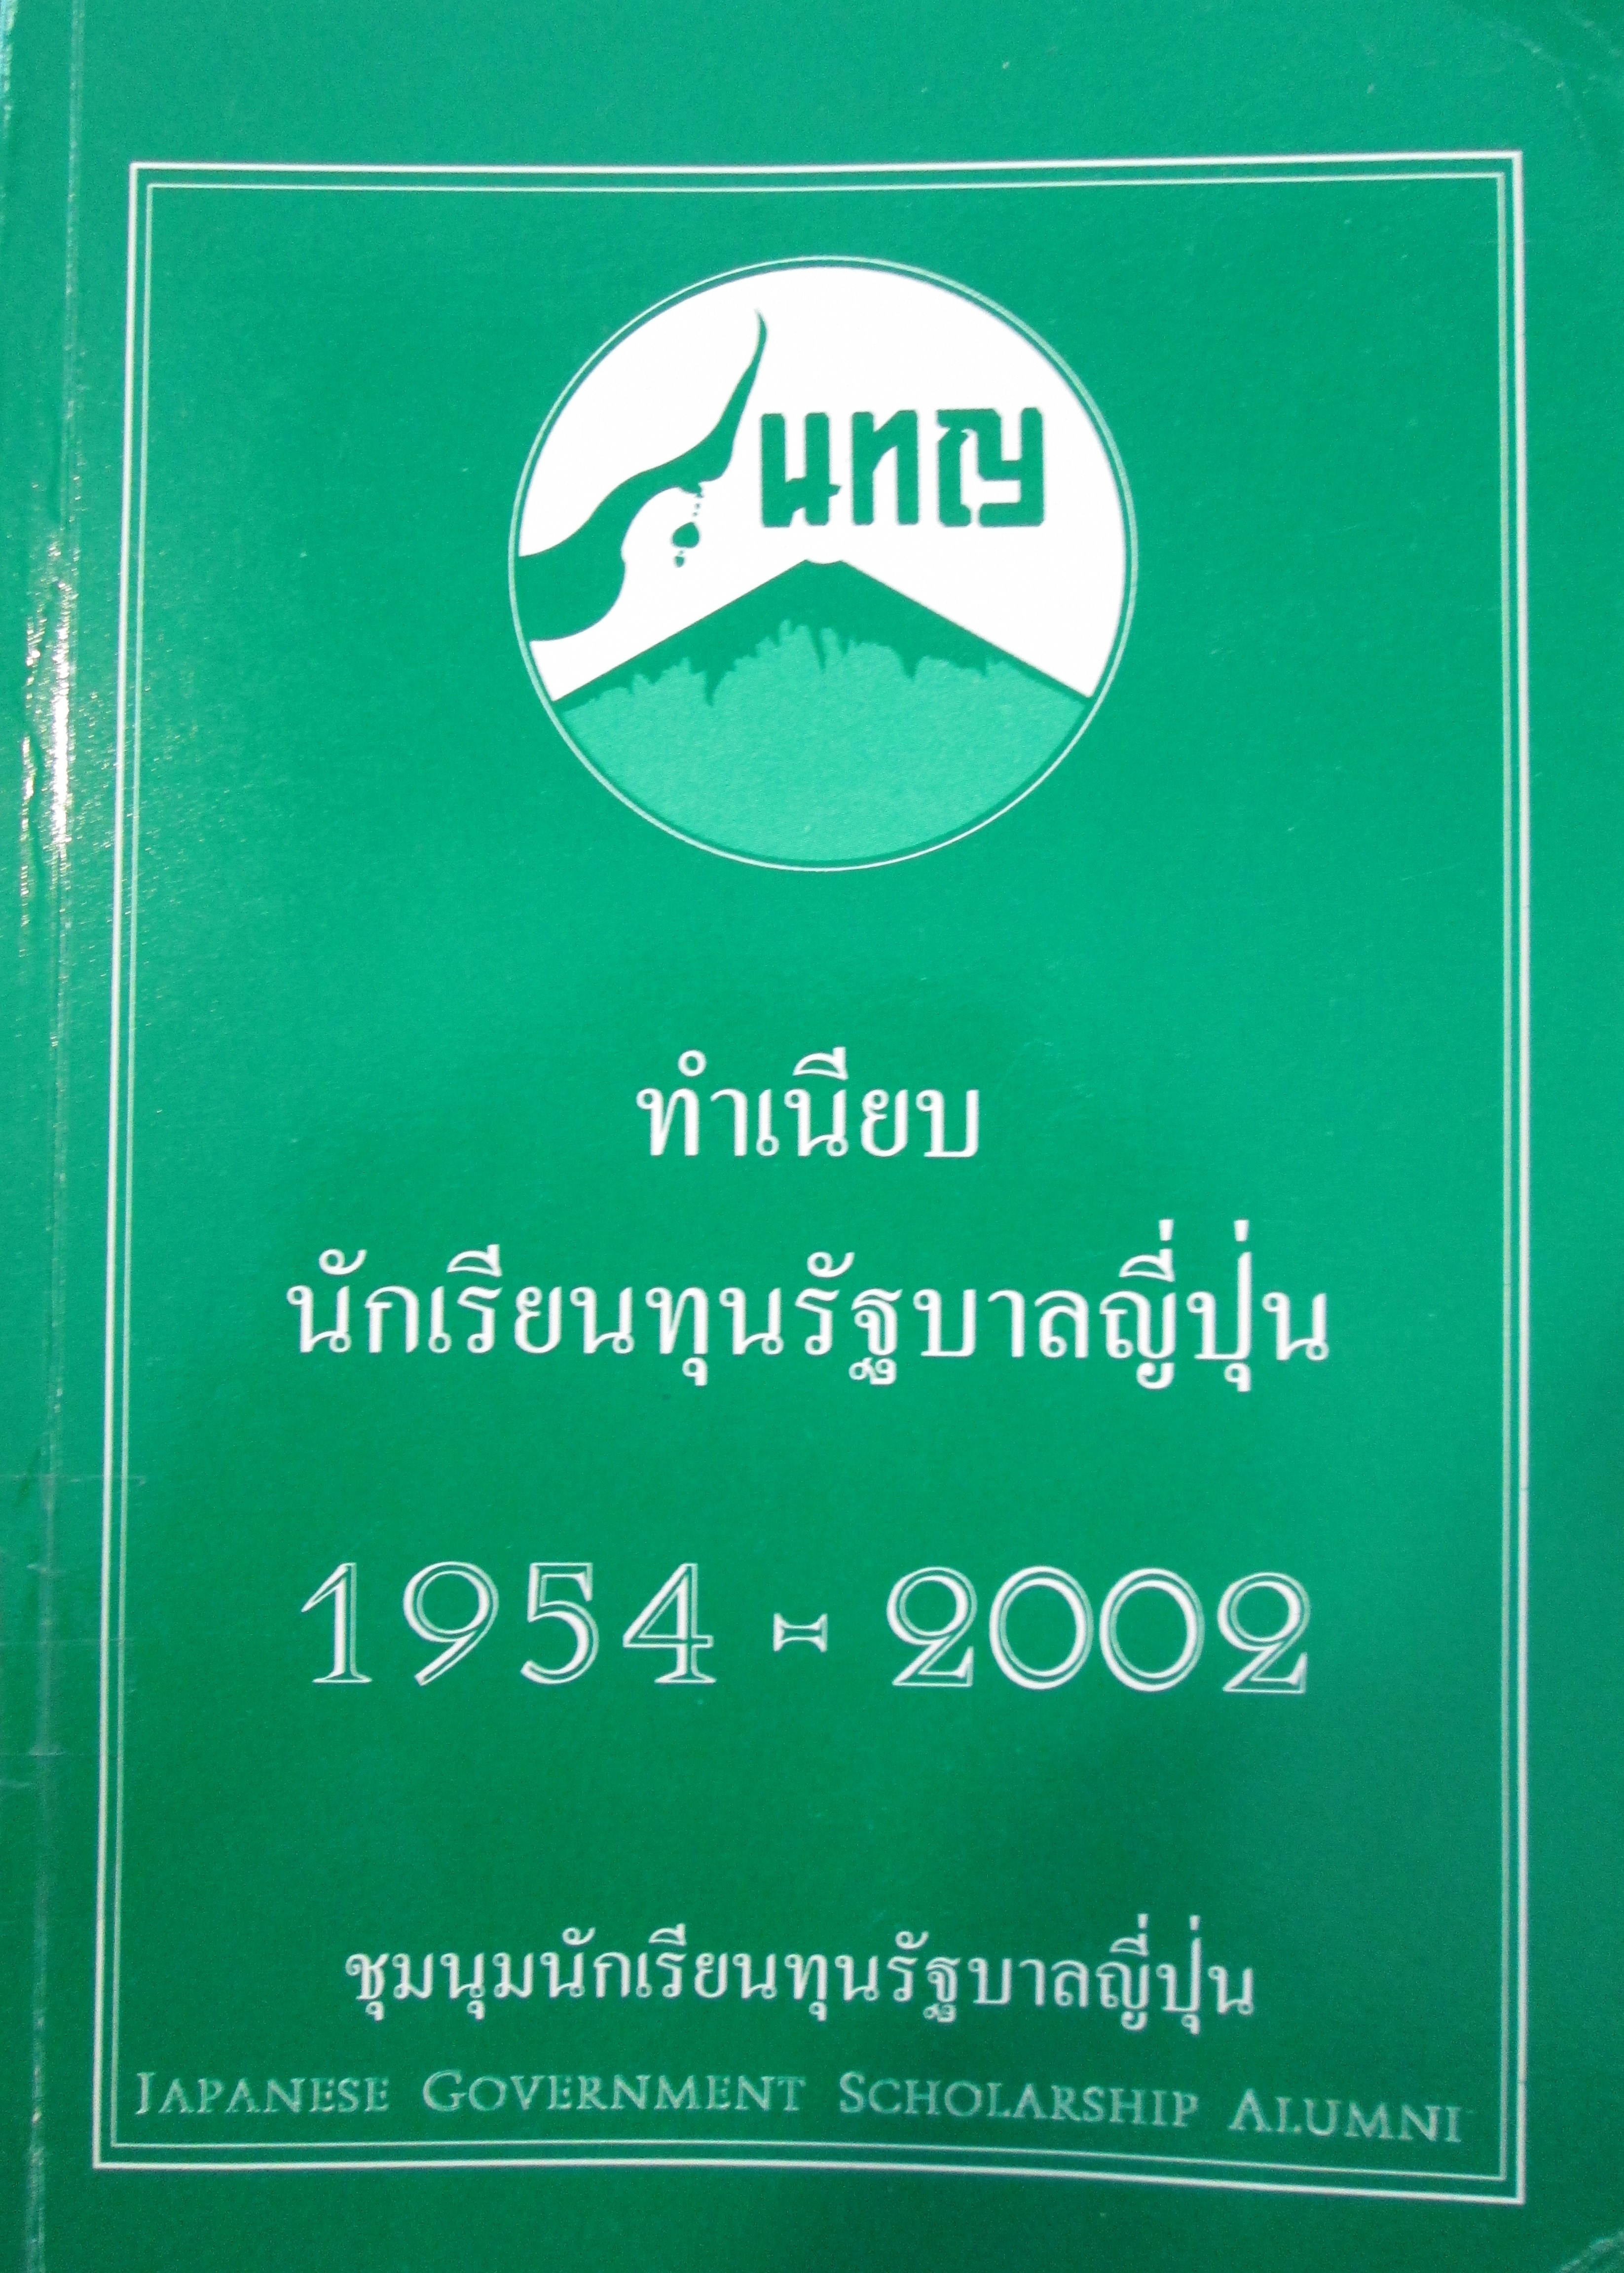 นทญ
ทำเนียบ
นักเรียนทุนรัฐบาลญี่ปุ่น
1954 - 2002
ชุมนุมนักเรียนทุนรัฐบาลญี่ปุ่น
JAPANESE GOVERNMENT SCHOLARSHIP ALUMNI